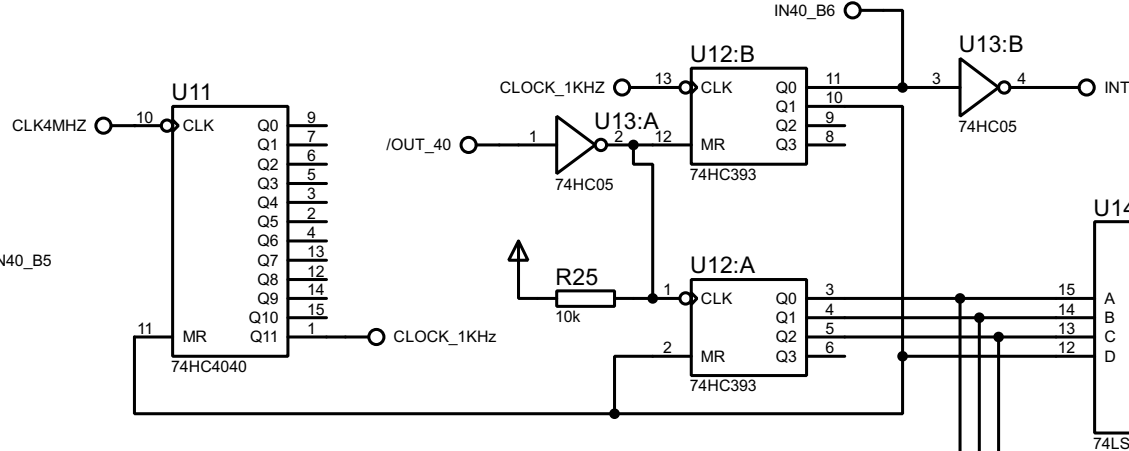 IN40_B6
U13:B
U12:B
U11
CLOCK_1KHZ 13 CLK Q0 11 3 4 INT
Q1 10
CLK4MHZ 10 CLK Q0 9 U13:A Q2 9 74HC05
Q1 7 /OUT_40 1 2 12 MR Q3 8
Q2 6 74HC05 74HC393
Q3 5
Q4 3
Q5 2 U14
Q6 4
N40_B5 Q7 13
Q8 12 R25 U12:A
Q9 14 1 CLK Q0 3 15 A
Q10 15 10k Q1 4 14 B
11 MR Q11 1 CLOCK_1KHz Q2 5 13 C
2 MR Q3 6 12 D
74HC4040 74HC393
74LS